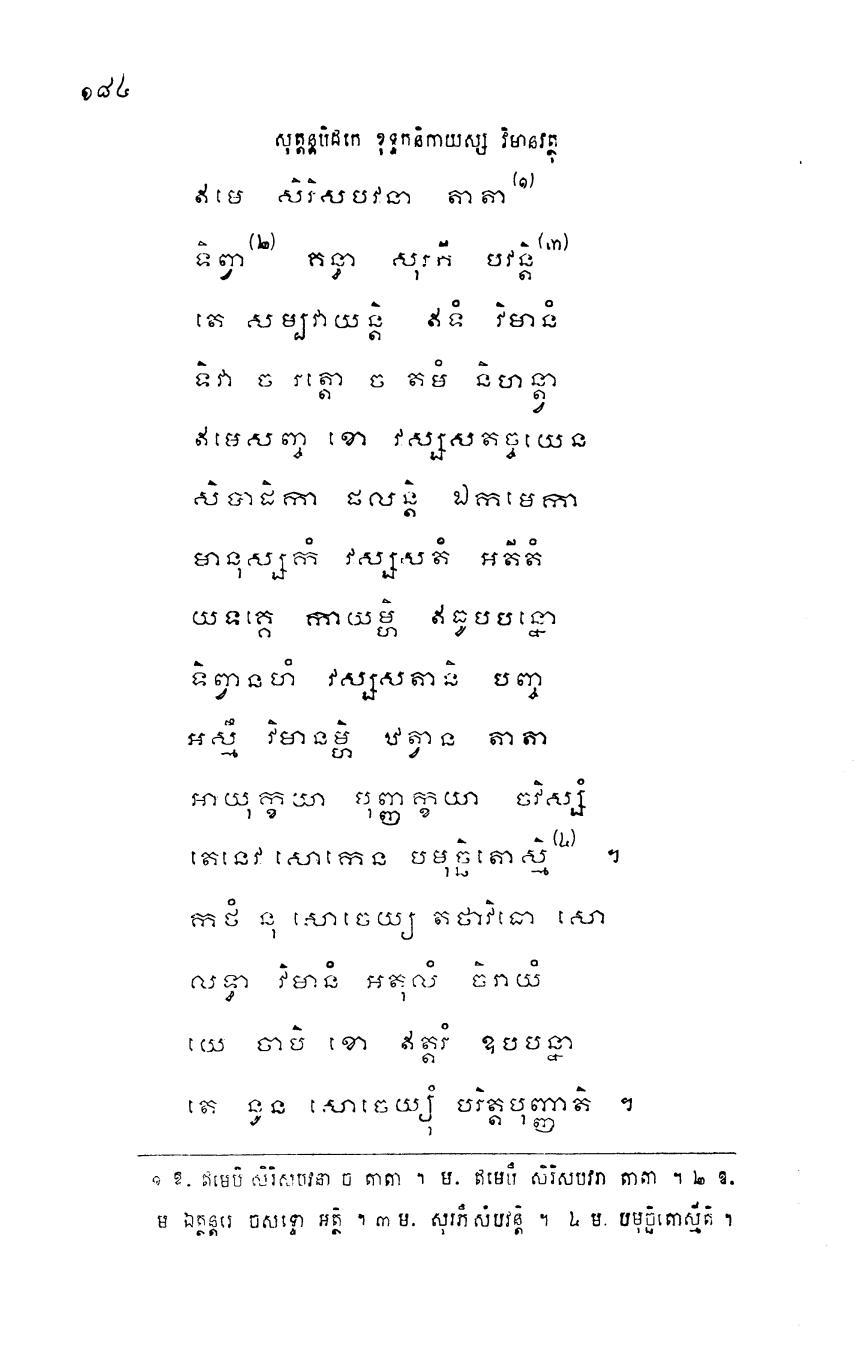 ១៨៤
សុត្តន្តបិដកេ ខុទ្ទកនិកាយស្ស វិមានវត្ថុ
ឥមេ សិរិសបវនា តាតា(១)
ទិព្វា(២) គន្ធា សុរភី បវន្តិ(៣)
តេ សម្បវាយន្តិ ឥទំ វិមានំ
ទិវា ច រត្តោ ច តមំ និហន្ត្វា
ឥមេសញ្ច ខោ វស្សសតច្ចយេន
សិបាដិកា ផលន្តិ ឯកមេកា
មានុស្សកំ វស្សសតំ អតីតំ
យទគ្គេ កាយម្ហិ ឥធូបបន្នោ
ទិព្វានហំ វស្សសតានិ បញ្ច
អស្មឹ វិមានម្ហិ ឋត្វាន តាតា
អាយុក្ខយា បុញ្ញក្ខយា ចវិស្សំ
តេនេវ សោកេន បមុច្ឆិតោស្មិ(៤) ។
កថំ នុ សោចេយ្យ តថាវិធោ សោ
លទ្ធា វិមានំ អតុលំ ចិរាយំ
យេ ចាបិ ខោ ឥត្តរំ ឧបបន្នា
តេ នូន សោចេយ្យុំ បរិត្តបុញ្ញាតិ ។
១ ឱ. ឥមេបិ សិរិសបវនា ច តាតា ។ ម. ឥមេបឹ សិរិសបវរា តាតា ។ ២ ឱ.
ម ឯត្ថន្តរេ ចសទ្ទោ អត្ថិ ។ ៣ ម. សុរភឹ សំបវន្តិ ។ ៤ ម. បមុច្ឆិតោស្មីតិ ។